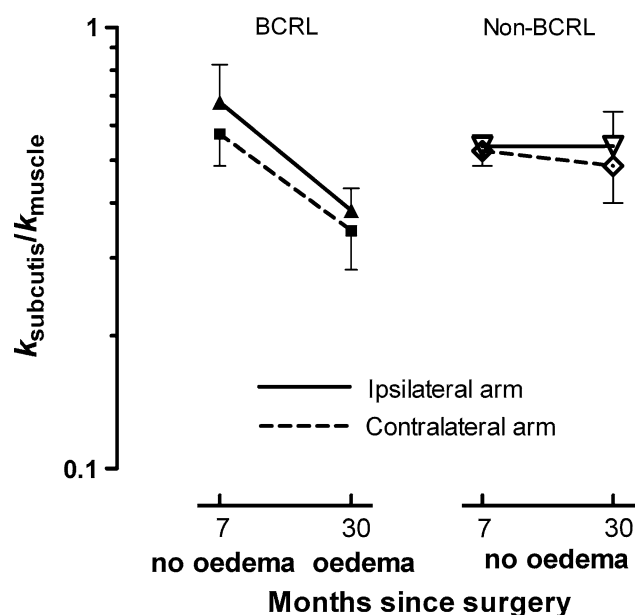 1
BCRL
Non-BCRL
ksubcutis/kmuscle
Ipsilateral arm
Contralateral arm
0.1
7
30
7
30
no oedema
oedema
no oedema
Months since surgery